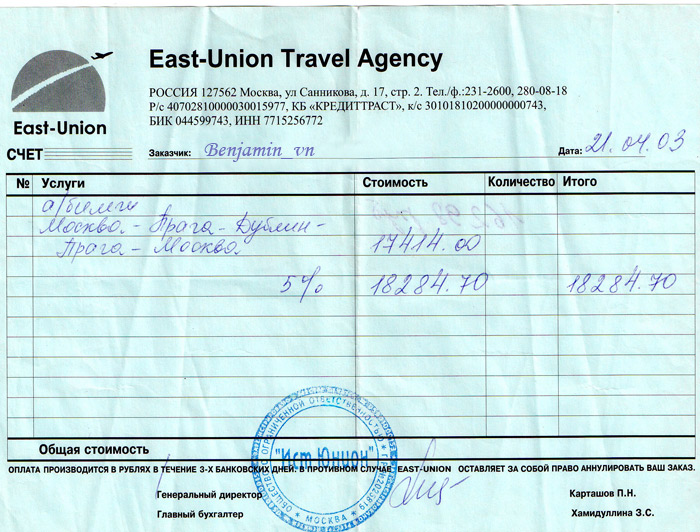 East-Union Travel Agency
РОССИЯ 127562 Москва, ул Санникова, д. 17, стр. 2. Тел./ф.:231-2600, 280-08-18
Р/с 40702810000030015977, КБ «КРЕДИТТРАСТ», к/с 30101810200000000743,
БИК 044599743, ИНН 7715256772
East-Union
СЧЕТ
Заказчик: Benjamin_vn
Дата: 21.04.03
№ Услуги Стоимость Количество Итого
а/билеты
Москва - Прага - Дублин -
Прага - Москва 17414.00
5% 18284.70 18284.70
Общая стоимость
ОБЩЕСТВО С ОГРАНИЧЕННОЙ ОТВЕТСТВЕННОСТЬЮ
"Ист Юнион"
МОСКВА
ОПЛАТА ПРОИЗВОДИТСЯ В РУБЛЯХ В ТЕЧЕНИЕ 3-Х БАНКОВСКИХ ДНЕЙ. В ПРОТИВНОМ СЛУЧАЕ EAST-UNION ОСТАВЛЯЕТ ЗА СОБОЙ ПРАВО АННУЛИРОВАТЬ ВАШ ЗАКАЗ.
Генеральный директор Карташов П.Н.
Главный бухгалтер Хамидуллина З.С.